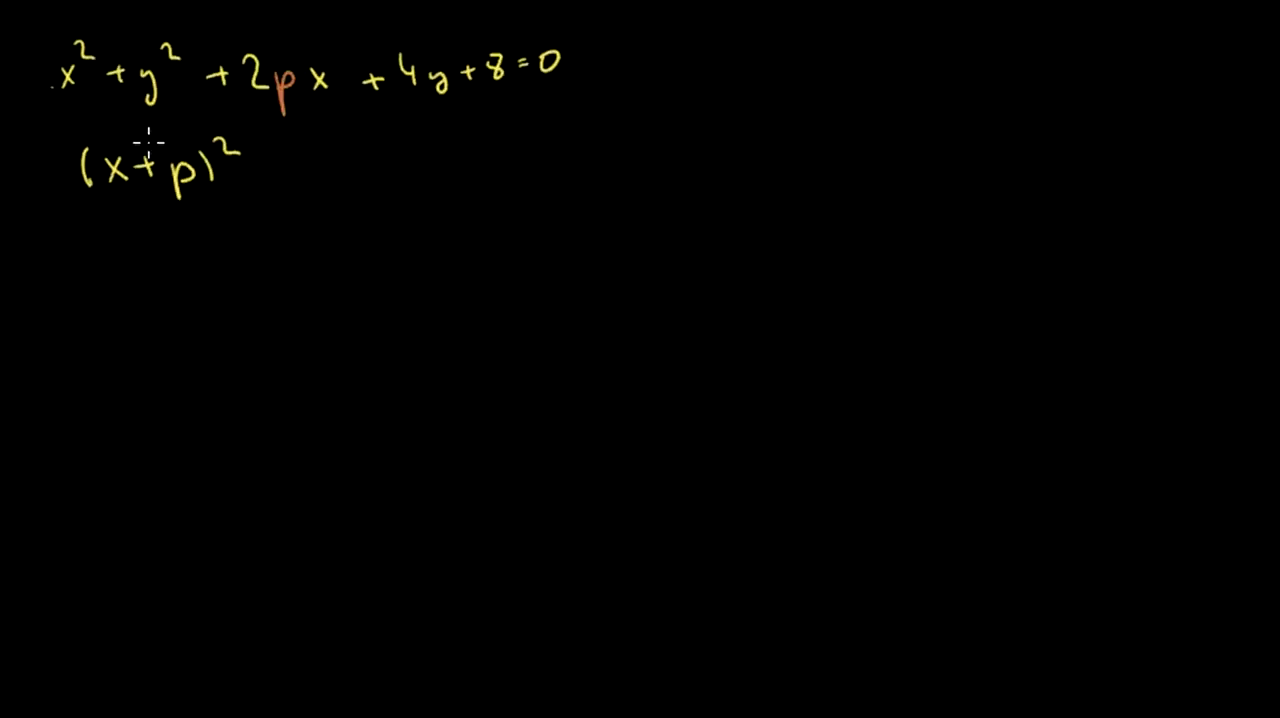 x² + y² + 2px + 4y + 8 = 0
(x + p)²